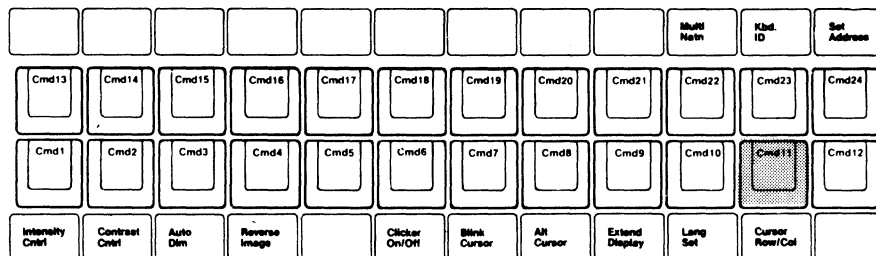 Multi Natn Kbd. ID Set Address
Cmd13 Cmd14 Cmd15 Cmd16 Cmd17 Cmd18 Cmd19 Cmd20 Cmd21 Cmd22 Cmd23 Cmd24
Cmd1 Cmd2 Cmd3 Cmd4 Cmd5 Cmd6 Cmd7 Cmd8 Cmd9 Cmd10 Cmd11 Cmd12
Intensity Contrast Auto Reverse Clicker Blink Alt Extend Lang Cursor
Cntrl Cntrl Dim Image On/Off Cursor Cursor Display Set Row/Col